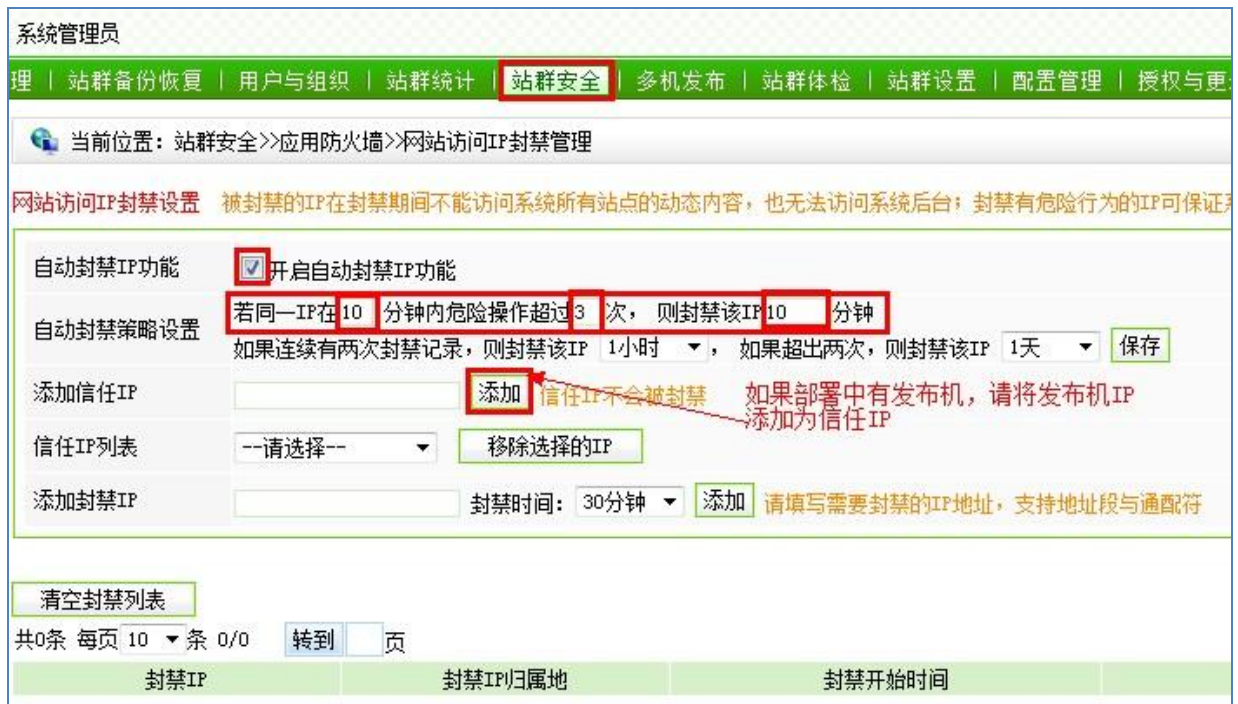 系统管理员
理 | 站群备份恢复 | 用户与组织 | 站群统计 | 站群安全 | 多机发布 | 站群体检 | 站群设置 | 配置管理 | 授权与更
当前位置：站群安全>>应用防火墙>>网站访问IP封禁管理
网站访问IP封禁设置 被封禁的IP在封禁期间不能访问系统所有站点的动态内容，也无法访问系统后台；封禁有危险行为的IP可保证系
自动封禁IP功能 开启自动封禁IP功能
自动封禁策略设置 若同一IP在 10 分钟内危险操作超过 3 次， 则封禁该IP 10 分钟
如果连续有两次封禁记录，则封禁该IP 1小时 ， 如果超出两次，则封禁该IP 1天 保存
添加信任IP 添加 信任IP不会被封禁 如果部署中有发布机，请将发布机IP
添加为信任IP
信任IP列表 --请选择-- 移除选择的IP
添加封禁IP 封禁时间： 30分钟 添加 请填写需要封禁的IP地址，支持地址段与通配符
清空封禁列表
共0条 每页 10 条 0/0 转到 页
封禁IP 封禁IP归属地 封禁开始时间